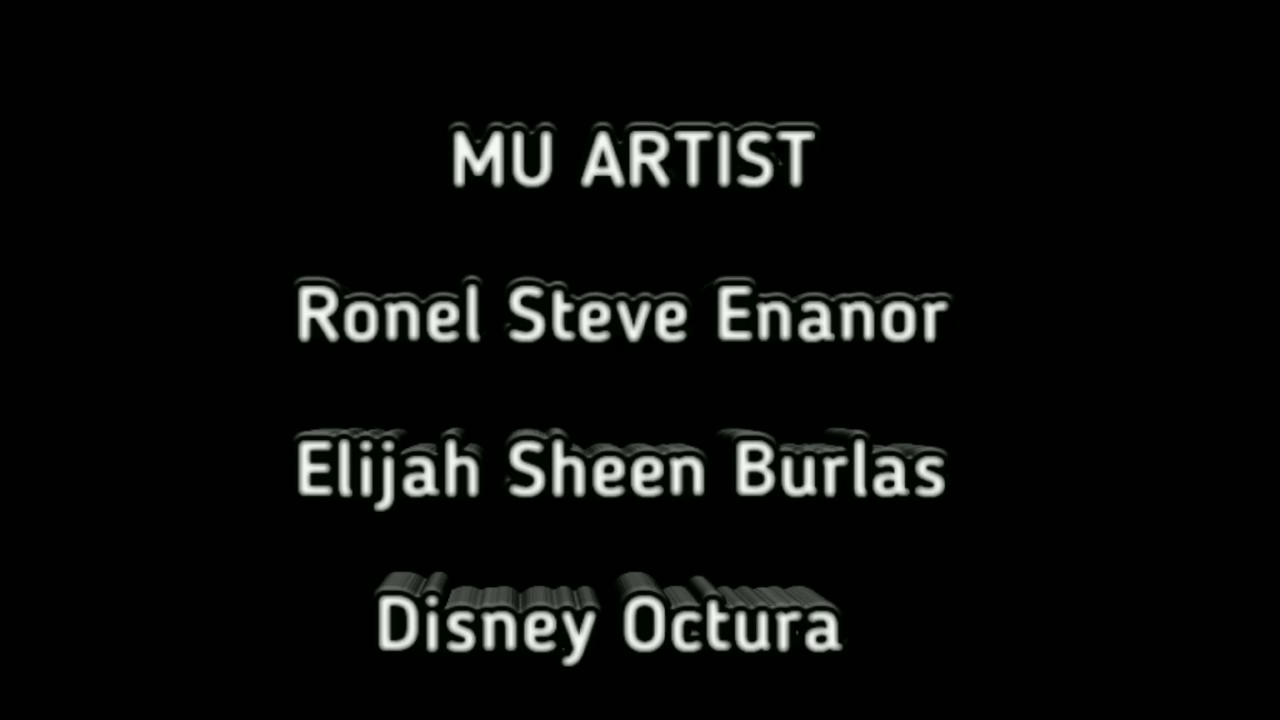 MU ARTIST
Ronel Steve Enanor
Elijah Sheen Burlas
Disney Octura